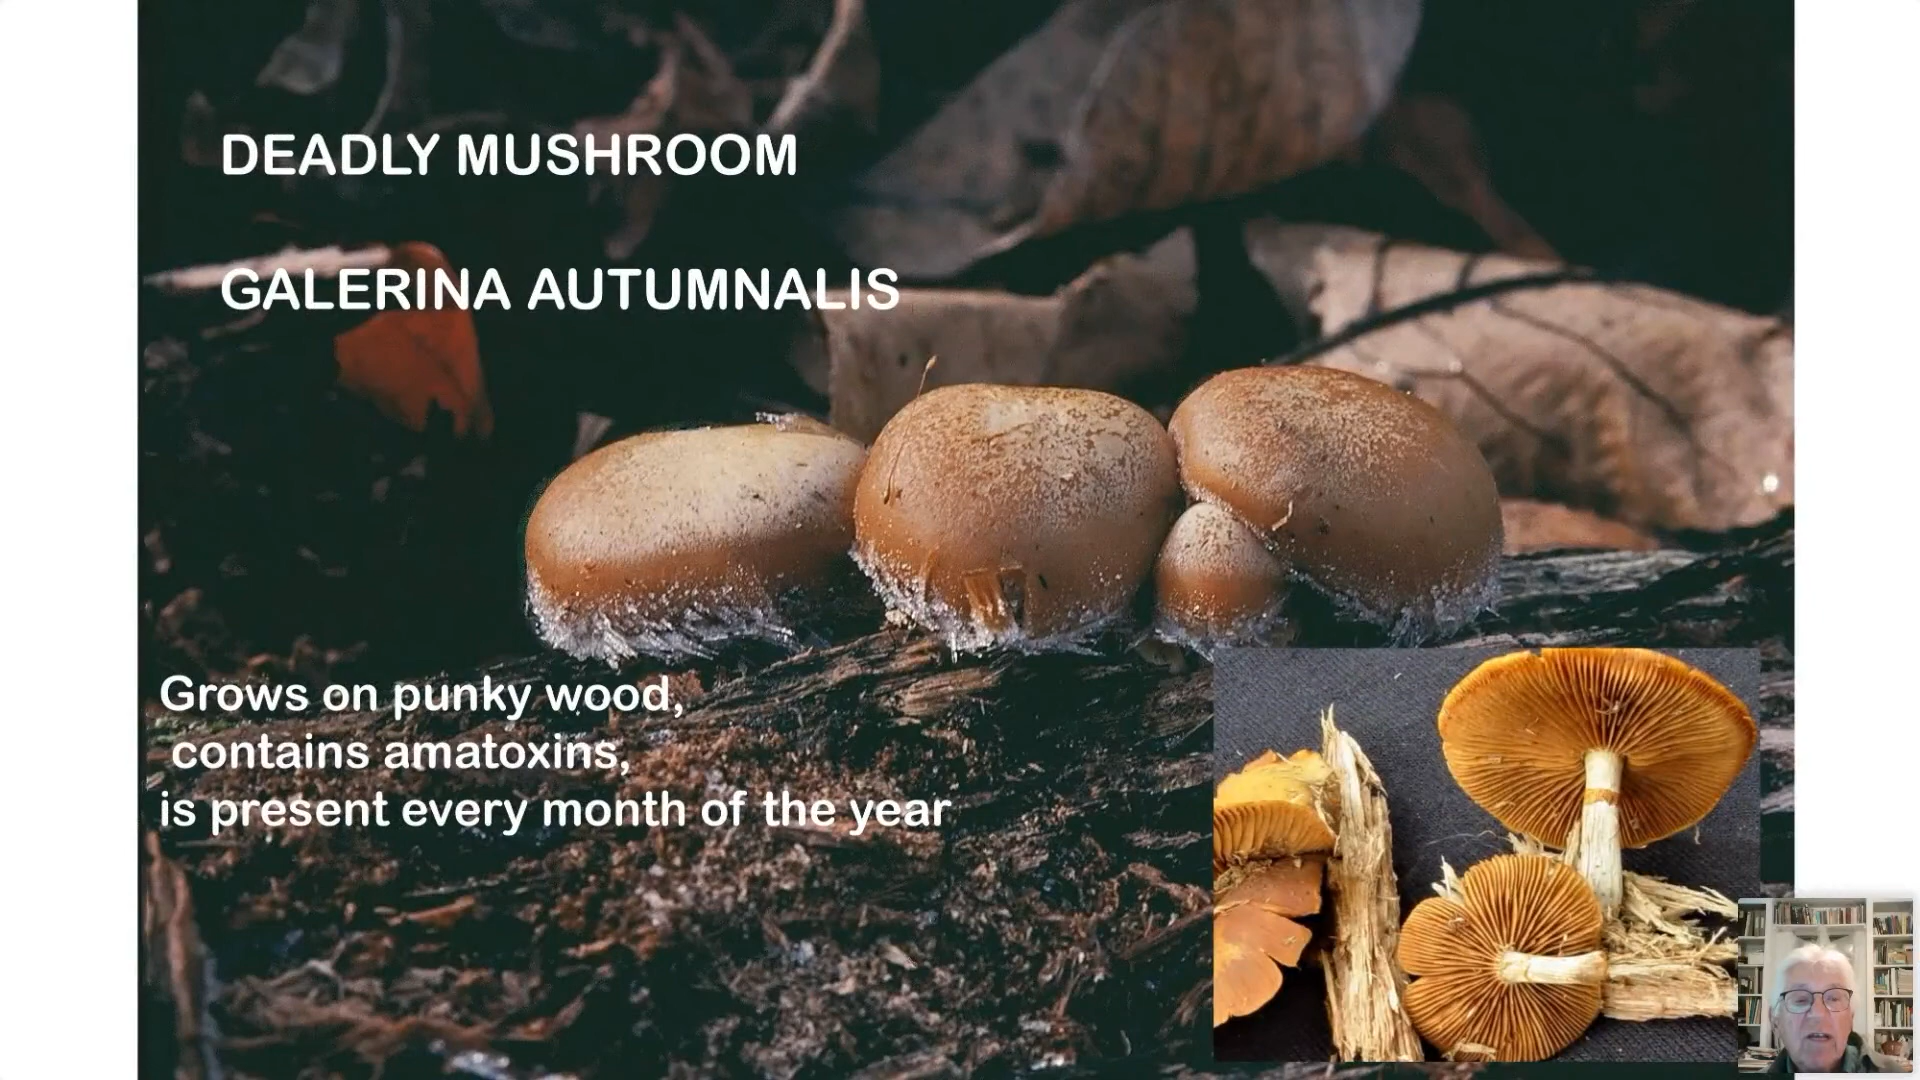 DEADLY MUSHROOM
GALERINA AUTUMNALIS
Grows on punky wood,
contains amatoxins,
is present every month of the year